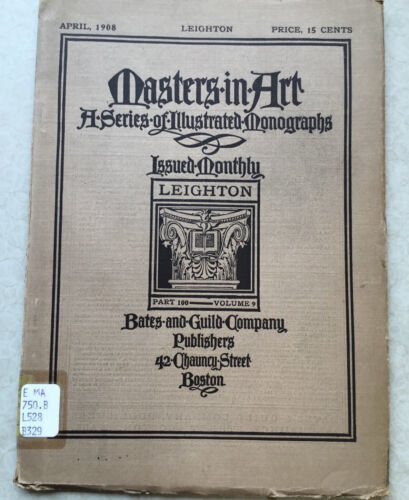 APRIL, 1908 LEIGHTON PRICE, 15 CENTS
Masters·in·Art
A·Series·of·Illustrated·Monographs
Issued·Monthly
LEIGHTON
PART 100 VOLUME 9
Bates·and·Guild·Company
Publishers
42·Chauncy·Street
Boston
E MA
750.B
L528
B329